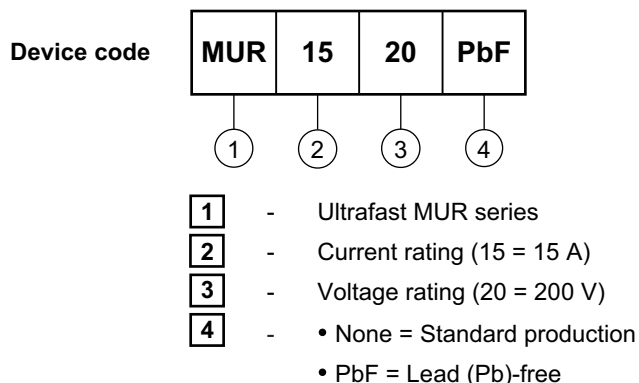 Device code MUR 15 20 PbF
1 2 3 4
1 - Ultrafast MUR series
2 - Current rating (15 = 15 A)
3 - Voltage rating (20 = 200 V)
4 - • None = Standard production
• PbF = Lead (Pb)-free